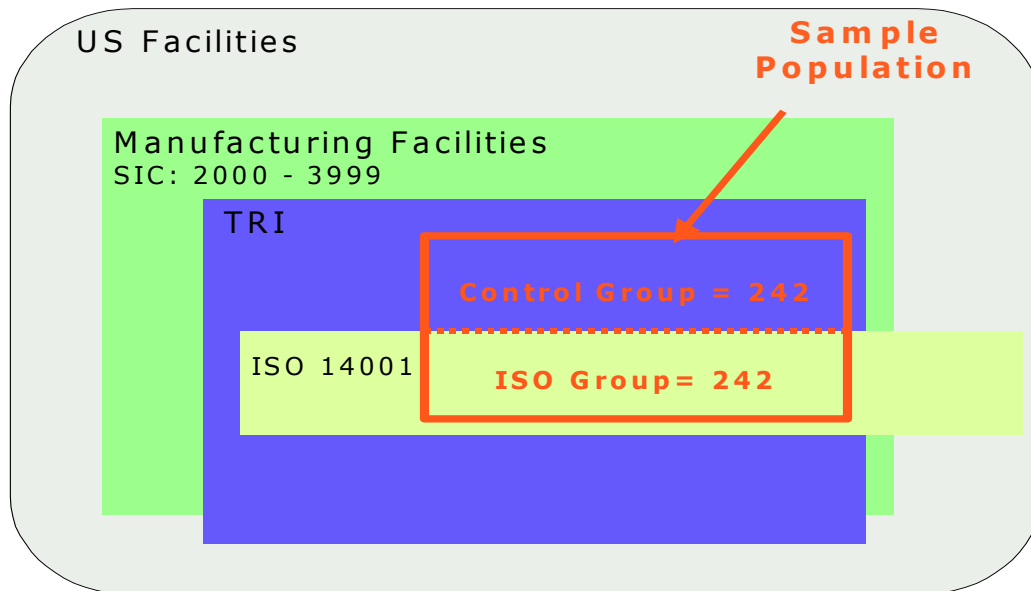 US Facilities
Sample
Population
Manufacturing Facilities
SIC: 2000 - 3999
TRI
Control Group = 242
ISO 14001
ISO Group= 242